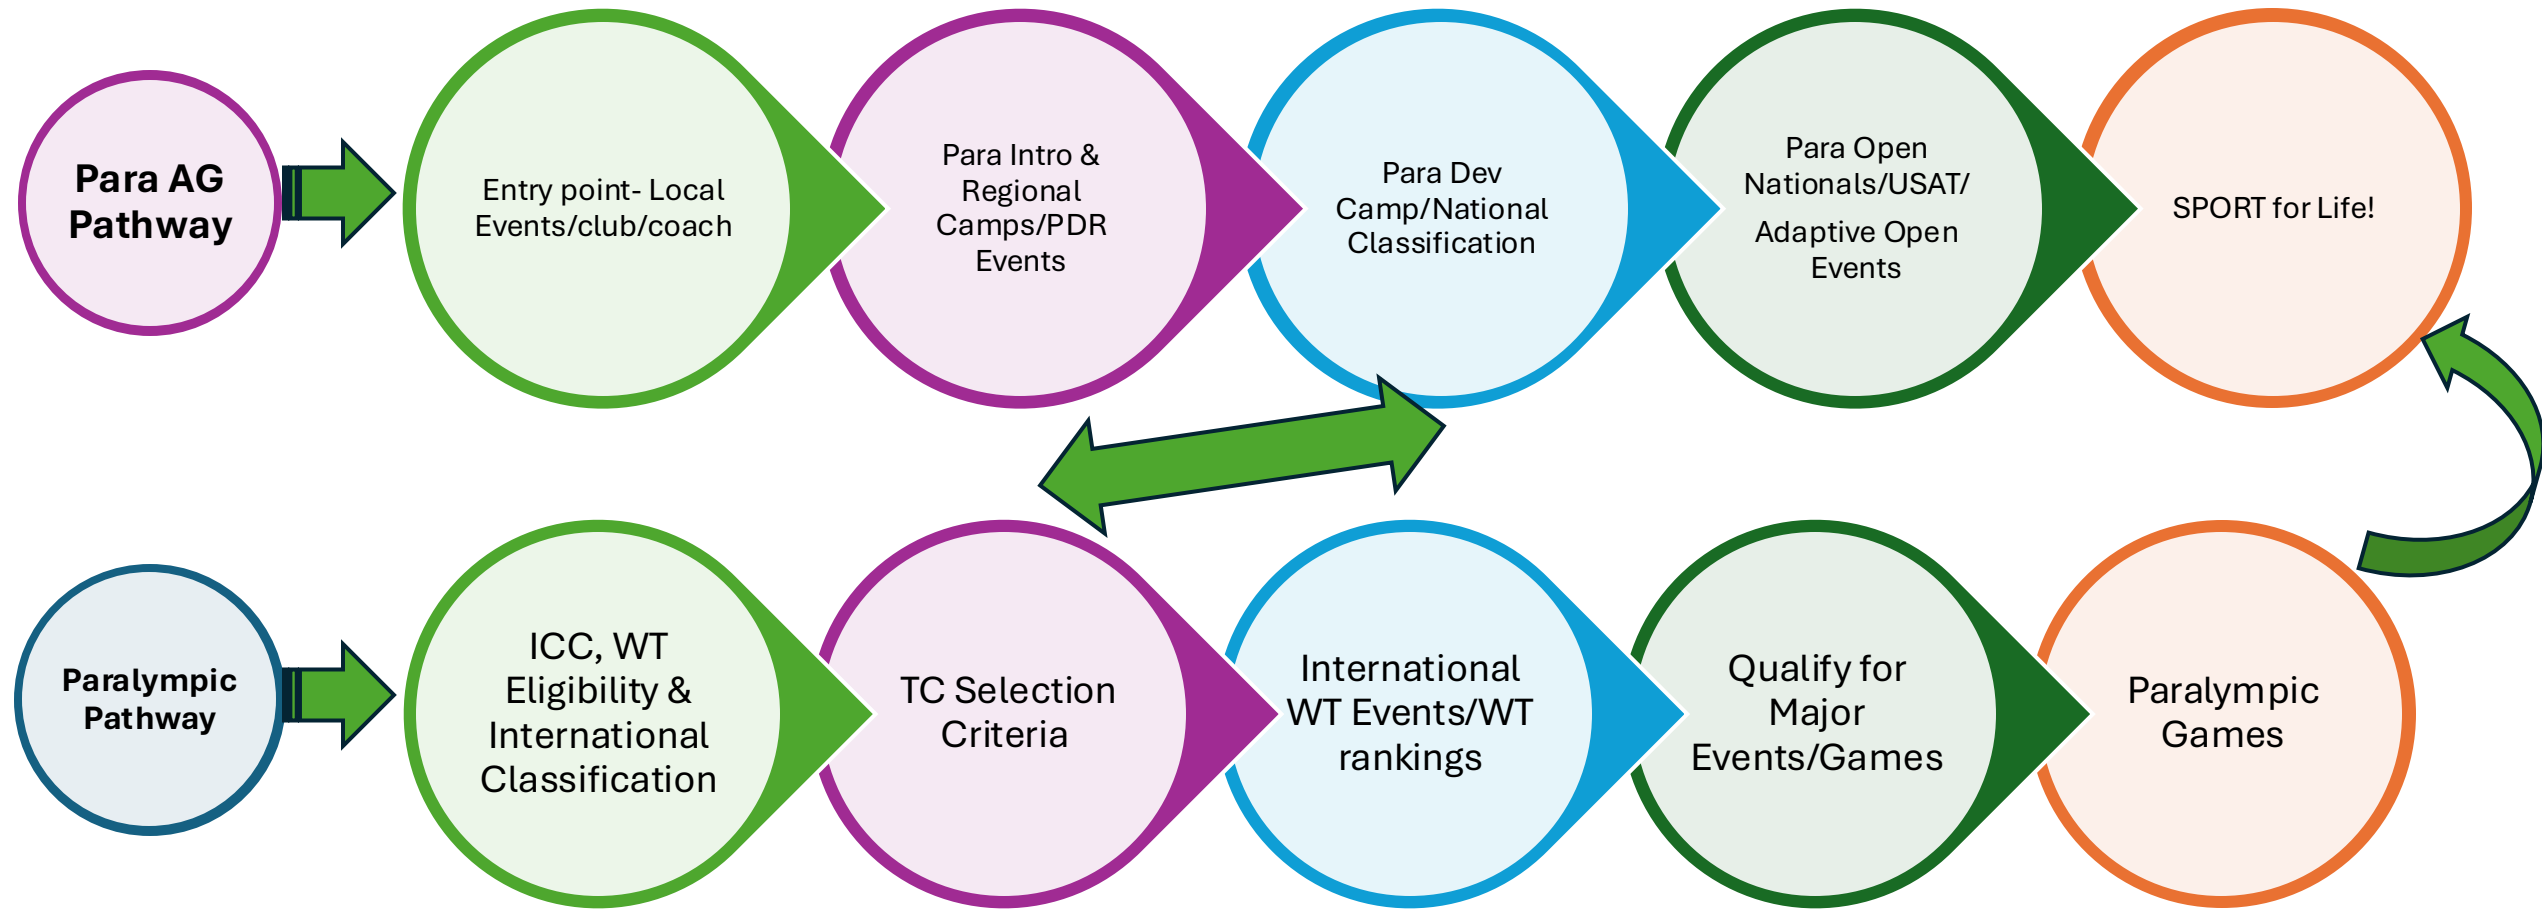 Para AG
Pathway
Entry point- Local
Events/club/coach
Para Intro &
Regional
Camps/PDR
Events
Para Dev
Camp/National
Classification
Para Open
Nationals/USAT/
Adaptive Open
Events
SPORT for Life!
Paralympic
Pathway
ICC, WT
Eligibility &
International
Classification
TC Selection
Criteria
International
WT Events/WT
rankings
Qualify for
Major
Events/Games
Paralympic
Games